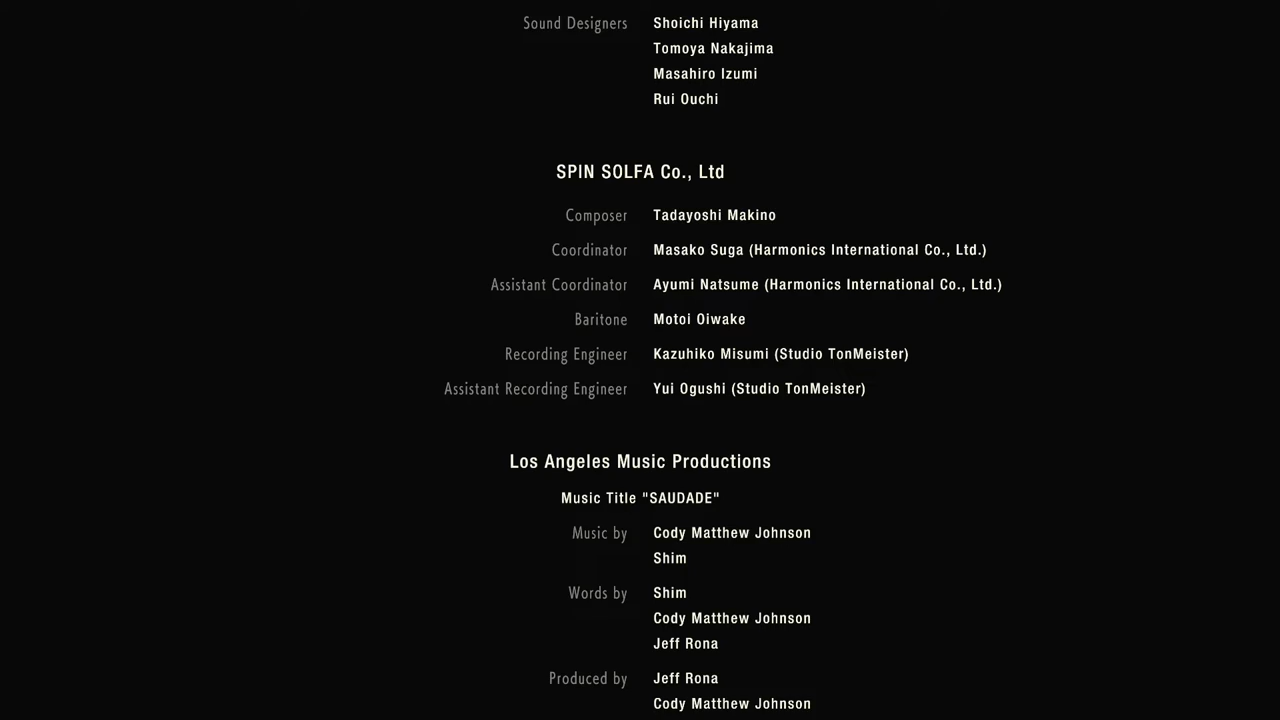 Sound Designers Shoichi Hiyama
Tomoya Nakajima
Masahiro Izumi
Rui Ouchi
SPIN SOLFA Co., Ltd
Composer Tadayoshi Makino
Coordinator Masako Suga (Harmonics International Co., Ltd.)
Assistant Coordinator Ayumi Natsume (Harmonics International Co., Ltd.)
Baritone Motoi Oiwake
Recording Engineer Kazuhiko Misumi (Studio TonMeister)
Assistant Recording Engineer Yui Ogushi (Studio TonMeister)
Los Angeles Music Productions
Music Title "SAUDADE"
Music by Cody Matthew Johnson
Shim
Words by Shim
Cody Matthew Johnson
Jeff Rona
Produced by Jeff Rona
Cody Matthew Johnson